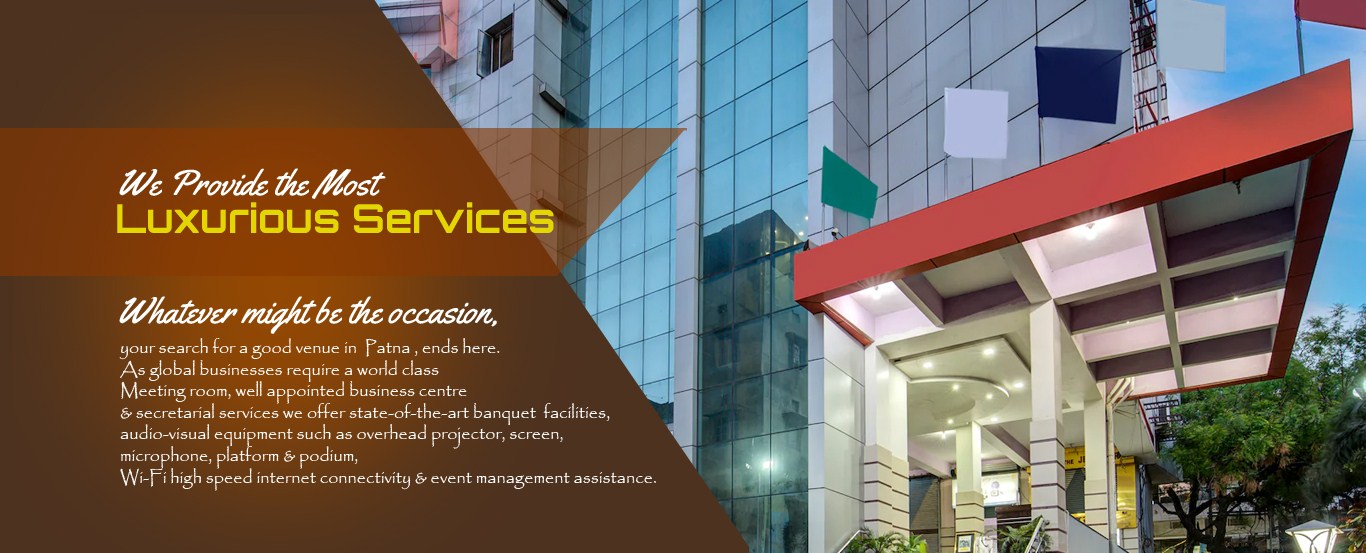 We Provide the Most
Luxurious Services
Whatever might be the occasion,
your search for a good venue in Patna , ends here.
As global businesses require a world class
Meeting room, well appointed business centre
& secretarial services we offer state-of-the-art banquet facilities,
audio-visual equipment such as overhead projector, screen,
microphone, platform & podium,
Wi-Fi high speed internet connectivity & event management assistance.
THE